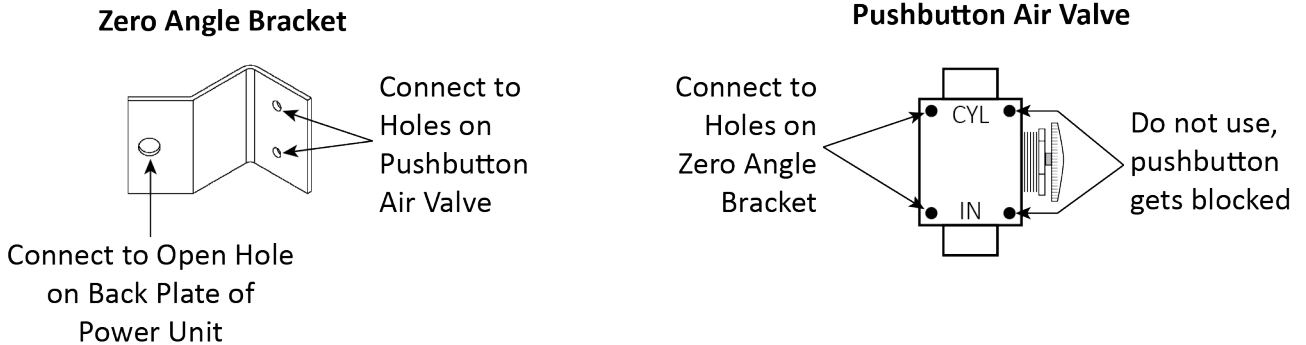 Zero Angle Bracket
Connect to
Holes on
Pushbutton
Air Valve
Connect to Open Hole
on Back Plate of
Power Unit
Pushbutton Air Valve
Connect to
Holes on
Zero Angle
Bracket
CYL
IN
Do not use,
pushbutton
gets blocked